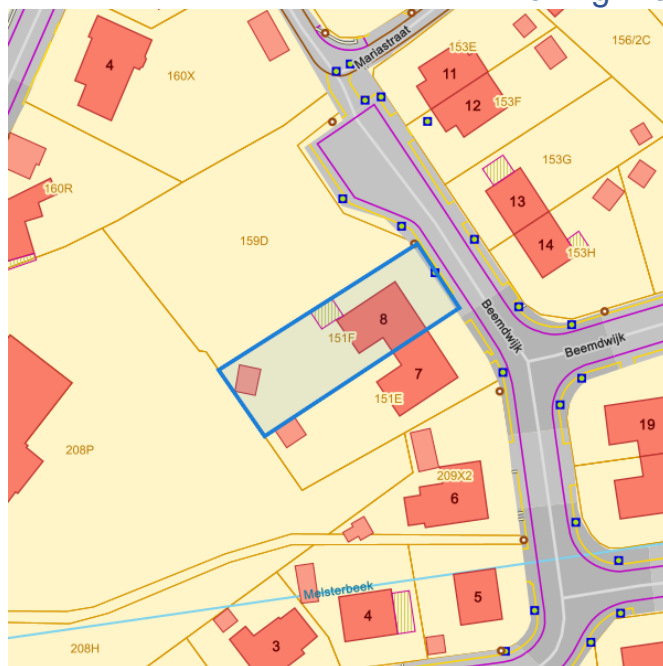 Mariastraat
4
160X
153E
156/2C
11
12
153F
153G
160R
13
14
153H
159D
Beemdwijk
Beemdwijk
8
151F
7
151E
19
208P
209X2
6
Melsterbeek
5
4
3
208H